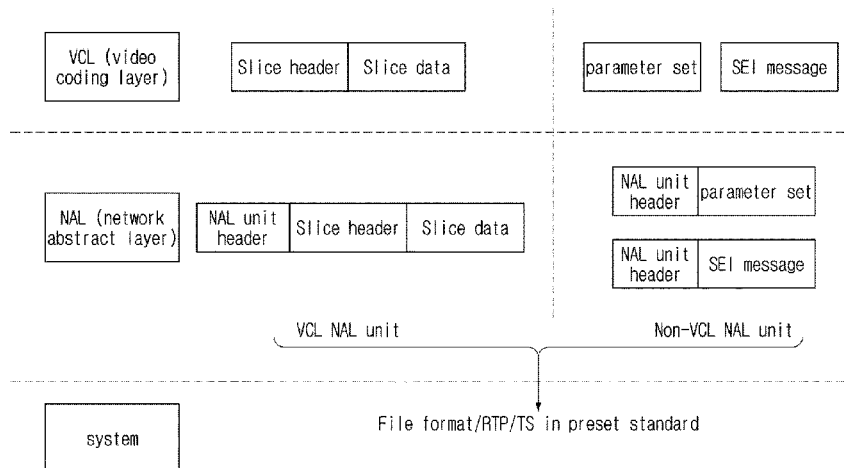 VCL (video
coding layer)
Slice header
Slice data
parameter set
SEI message
NAL (network
abstract layer)
NAL unit
header
Slice header
Slice data
NAL unit
header
parameter set
NAL unit
header
SEI message
VCL NAL unit
Non-VCL NAL unit
system
File format/RTP/TS in preset standard